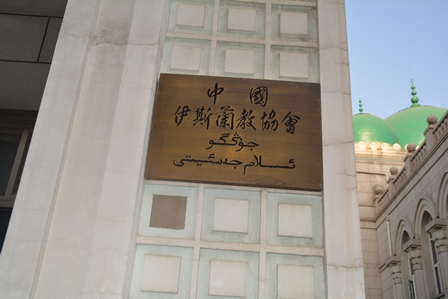 中國
伊斯蘭教協會
جۇڭگو
ئىسلام جەمئىيىتى